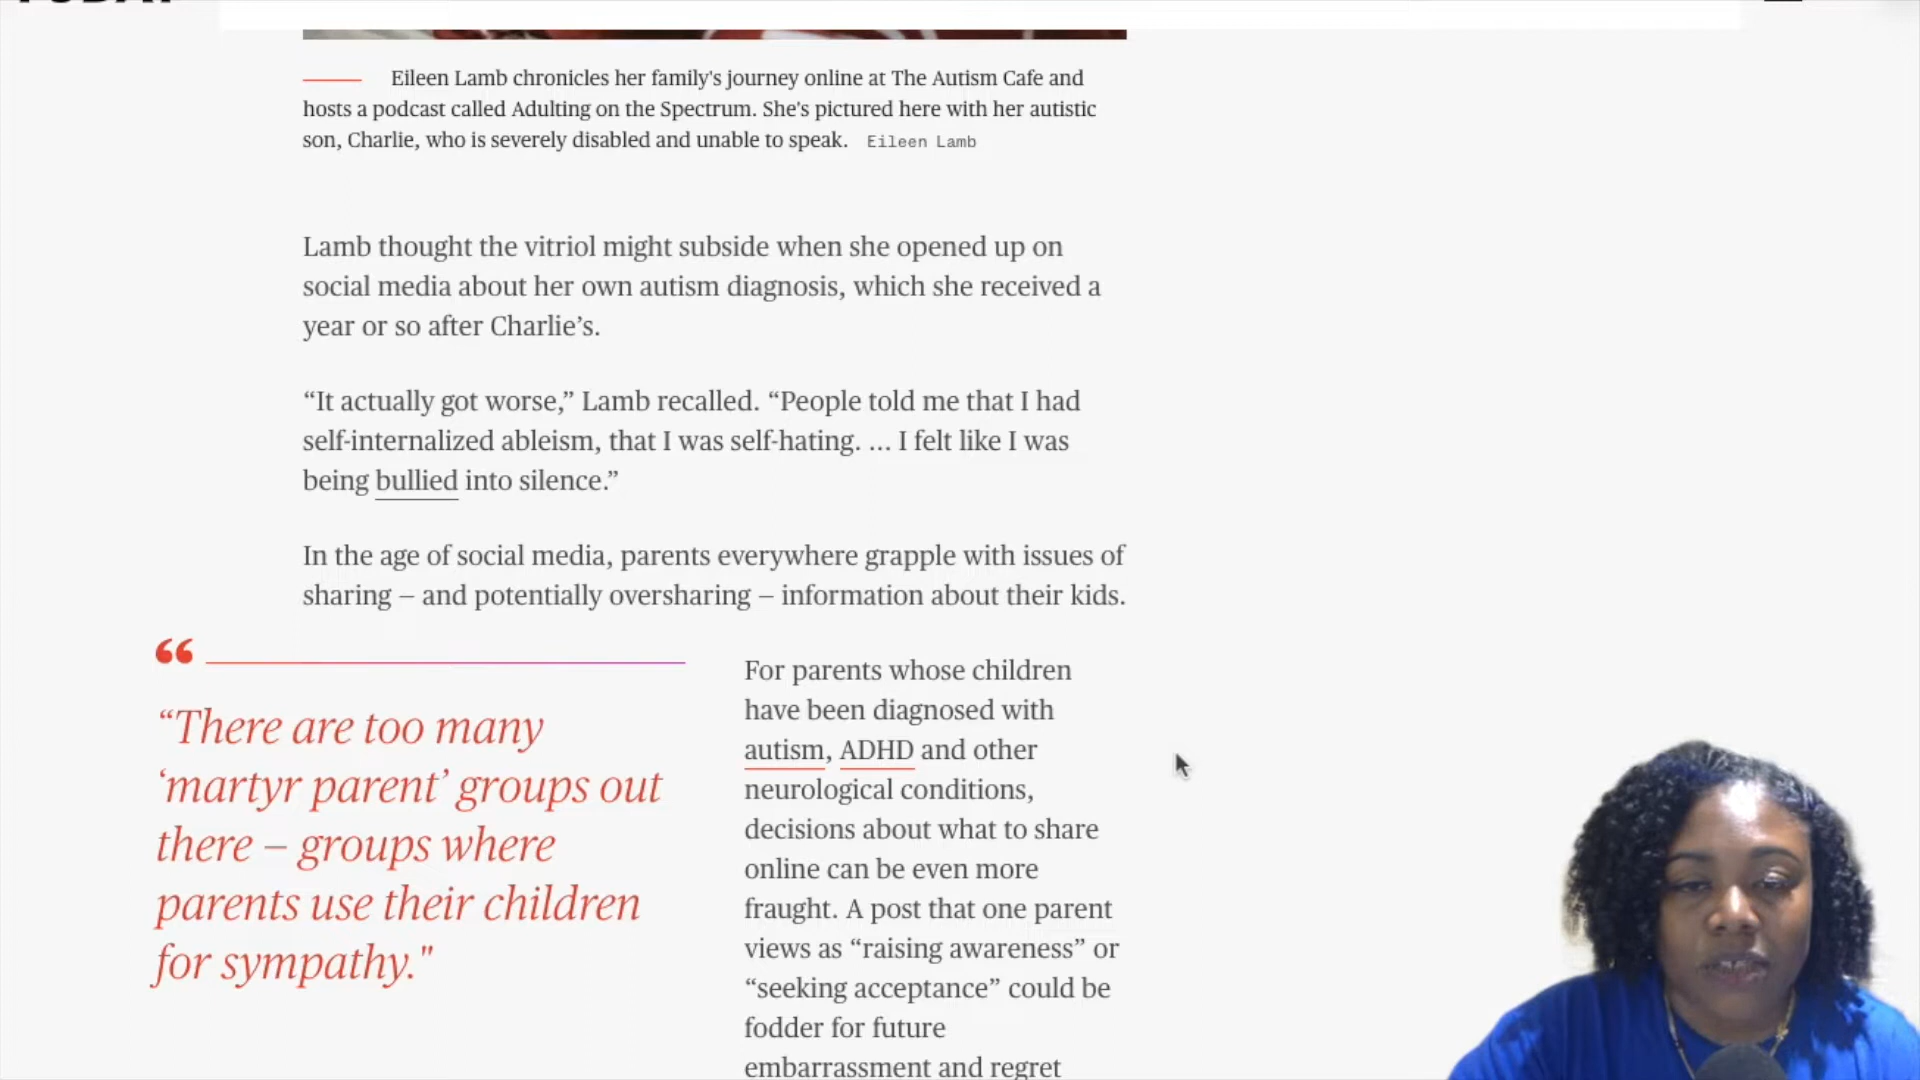 Eileen Lamb chronicles her family's journey online at The Autism Cafe and
hosts a podcast called Adulting on the Spectrum. She's pictured here with her autistic
son, Charlie, who is severely disabled and unable to speak. Eileen Lamb
Lamb thought the vitriol might subside when she opened up on
social media about her own autism diagnosis, which she received a
year or so after Charlie’s.
“It actually got worse,” Lamb recalled. “People told me that I had
self-internalized ableism, that I was self-hating. … I felt like I was
being bullied into silence.”
In the age of social media, parents everywhere grapple with issues of
sharing — and potentially oversharing — information about their kids.
“There are too many
‘martyr parent’ groups out
there — groups where
parents use their children
for sympathy."
For parents whose children
have been diagnosed with
autism, ADHD and other
neurological conditions,
decisions about what to share
online can be even more
fraught. A post that one parent
views as “raising awareness” or
“seeking acceptance” could be
fodder for future
embarrassment and regret